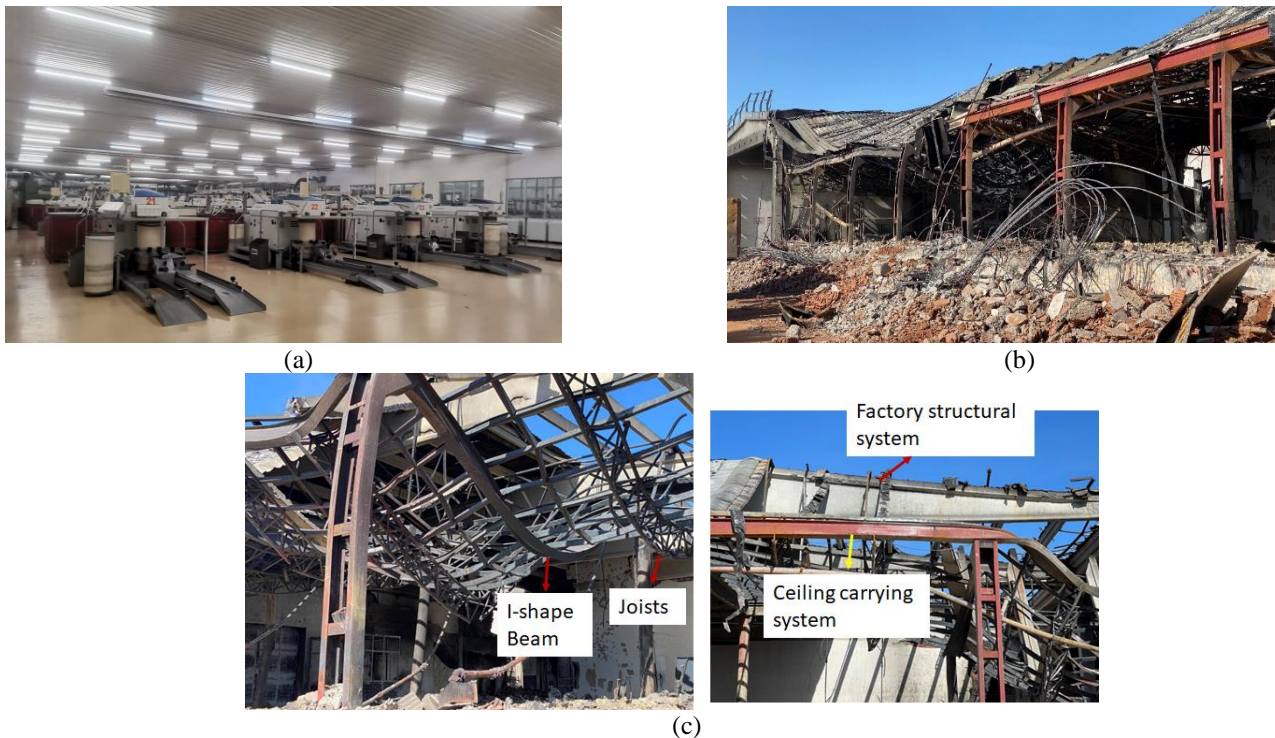 21
22
(a)
(b)
Factory structural
system
I-shape
Beam
Joists
Ceiling carrying
system
(c)